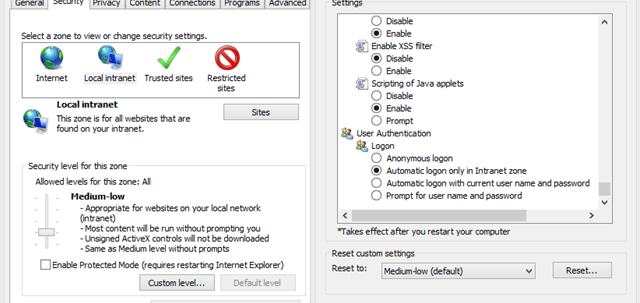 General Security Privacy Content Connections Programs Advanced
Select a zone to view or change security settings.
Internet
Local intranet
Trusted sites
Restricted
sites
Local intranet
This zone is for all websites that are
found on your intranet.
Sites
Security level for this zone
Allowed levels for this zone: All
Medium-low
- Appropriate for websites on your local network
(intranet)
- Most content will be run without prompting you
- Unsigned ActiveX controls will not be downloaded
- Same as Medium level without prompts
Enable Protected Mode (requires restarting Internet Explorer)
Custom level...
Default level
Settings
Disable
Enable
Enable XSS filter
Disable
Enable
Scripting of Java applets
Disable
Enable
Prompt
User Authentication
Logon
Anonymous logon
Automatic logon only in Intranet zone
Automatic logon with current user name and password
Prompt for user name and password
*Takes effect after you restart your computer
Reset custom settings
Reset to:
Medium-low (default)
Reset...